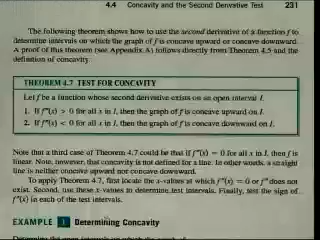 4.4 Concavity and the Second Derivative Test 231
The following theorem shows how to use the second derivative of a function f to
determine intervals on which the graph of f is concave upward or concave downward.
A proof of this theorem (see Appendix A) follows directly from Theorem 4.5 and the
definition of concavity.
THEOREM 4.7 TEST FOR CONCAVITY
Let f be a function whose second derivative exists on an open interval I.
1. If f"(x) > 0 for all x in I, then the graph of f is concave upward on I.
2. If f"(x) < 0 for all x in I, then the graph of f is concave downward on I.
Note that a third case of Theorem 4.7 could be that if f"(x) = 0 for all x in I, then f is
linear. Note, however, that concavity is not defined for a line. In other words, a straight
line is neither concave upward nor concave downward.
To apply Theorem 4.7, first locate the x-values at which f"(x) = 0 or f" does not
exist. Second, use these x-values to determine test intervals. Finally, test the sign of
f"(x) in each of the test intervals.
EXAMPLE 1 Determining Concavity
Determine the open intervals on which the graph of